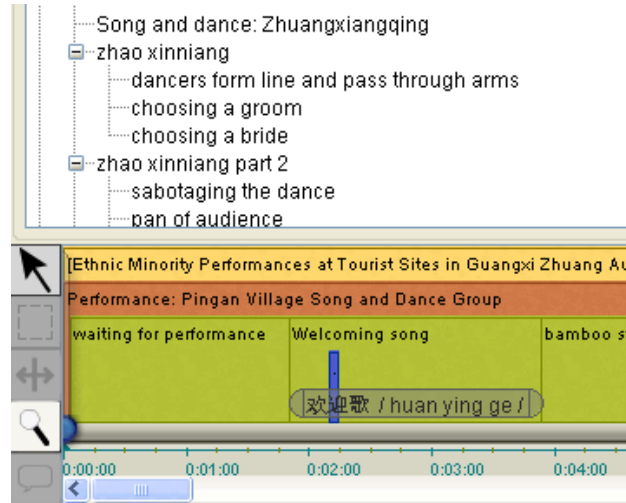 Song and dance: Zhuangxiangqing
zhao xinniang
dancers form line and pass through arms
choosing a groom
choosing a bride
zhao xinniang part 2
sabotaging the dance
pan of audience
[Ethnic Minority Performances at Tourist Sites in Guangxi Zhuang Au
Performance: Pingan Village Song and Dance Group
waiting for performance Welcoming song bamboo s
欢迎歌 / huan ying ge /
0:00:00 0:01:00 0:02:00 0:03:00 0:04:00